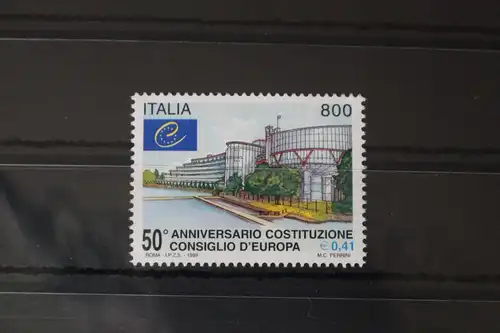 ITALIA 800
50° ANNIVERSARIO COSTITUZIONE
CONSIGLIO D'EUROPA
€ 0,41
ROMA - I.P.Z.S. - 1999 M.C. PERRINI